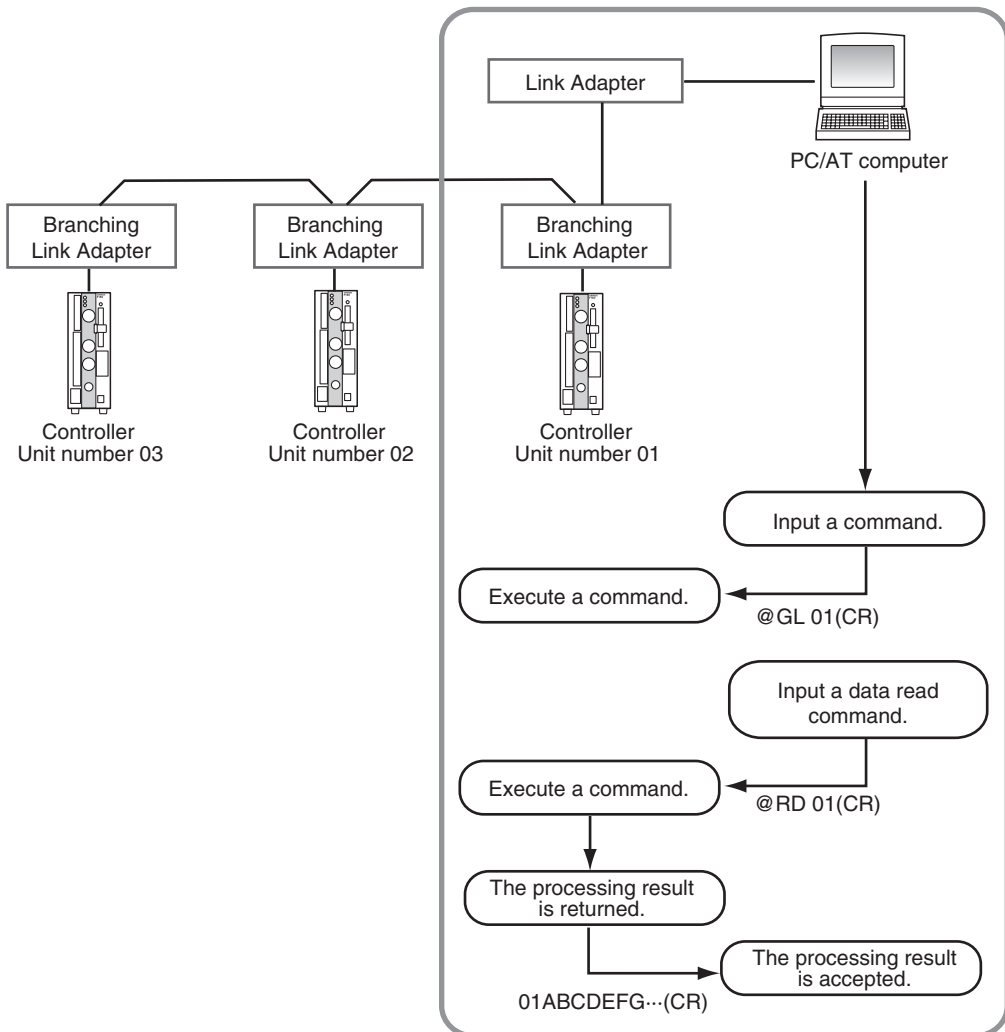 Link Adapter
PC/AT computer
Branching
Link Adapter
Branching
Link Adapter
Branching
Link Adapter
Controller
Unit number 03
Controller
Unit number 02
Controller
Unit number 01
Input a command.
Execute a command.
@GL 01(CR)
Input a data read
command.
Execute a command.
@RD 01(CR)
The processing result
is returned.
The processing result
is accepted.
01ABCDEFG···(CR)